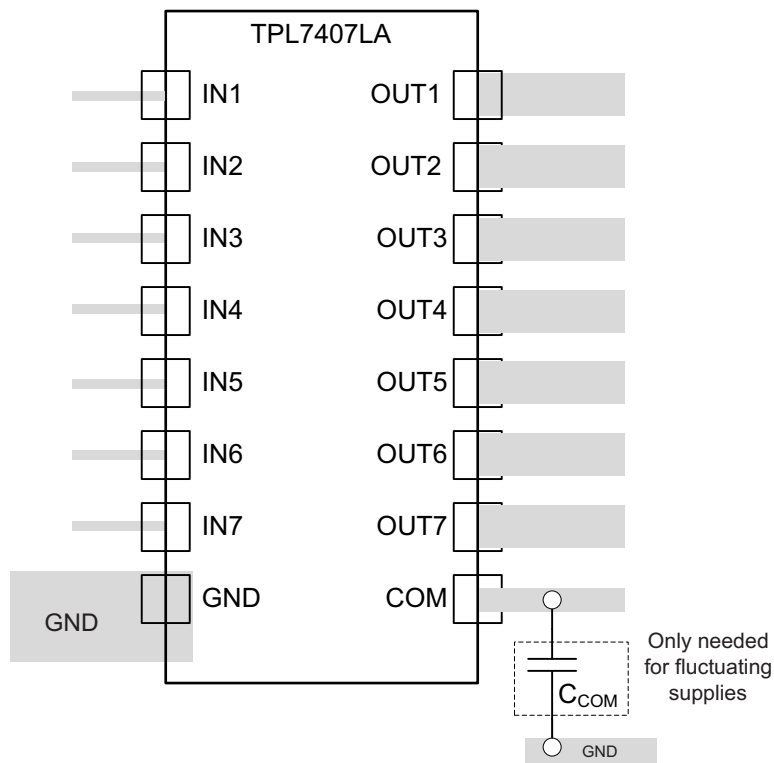 TPL7407LA
IN1 OUT1
IN2 OUT2
IN3 OUT3
IN4 OUT4
IN5 OUT5
IN6 OUT6
IN7 OUT7
GND GND COM
Only needed
for fluctuating
supplies
CCOM
GND